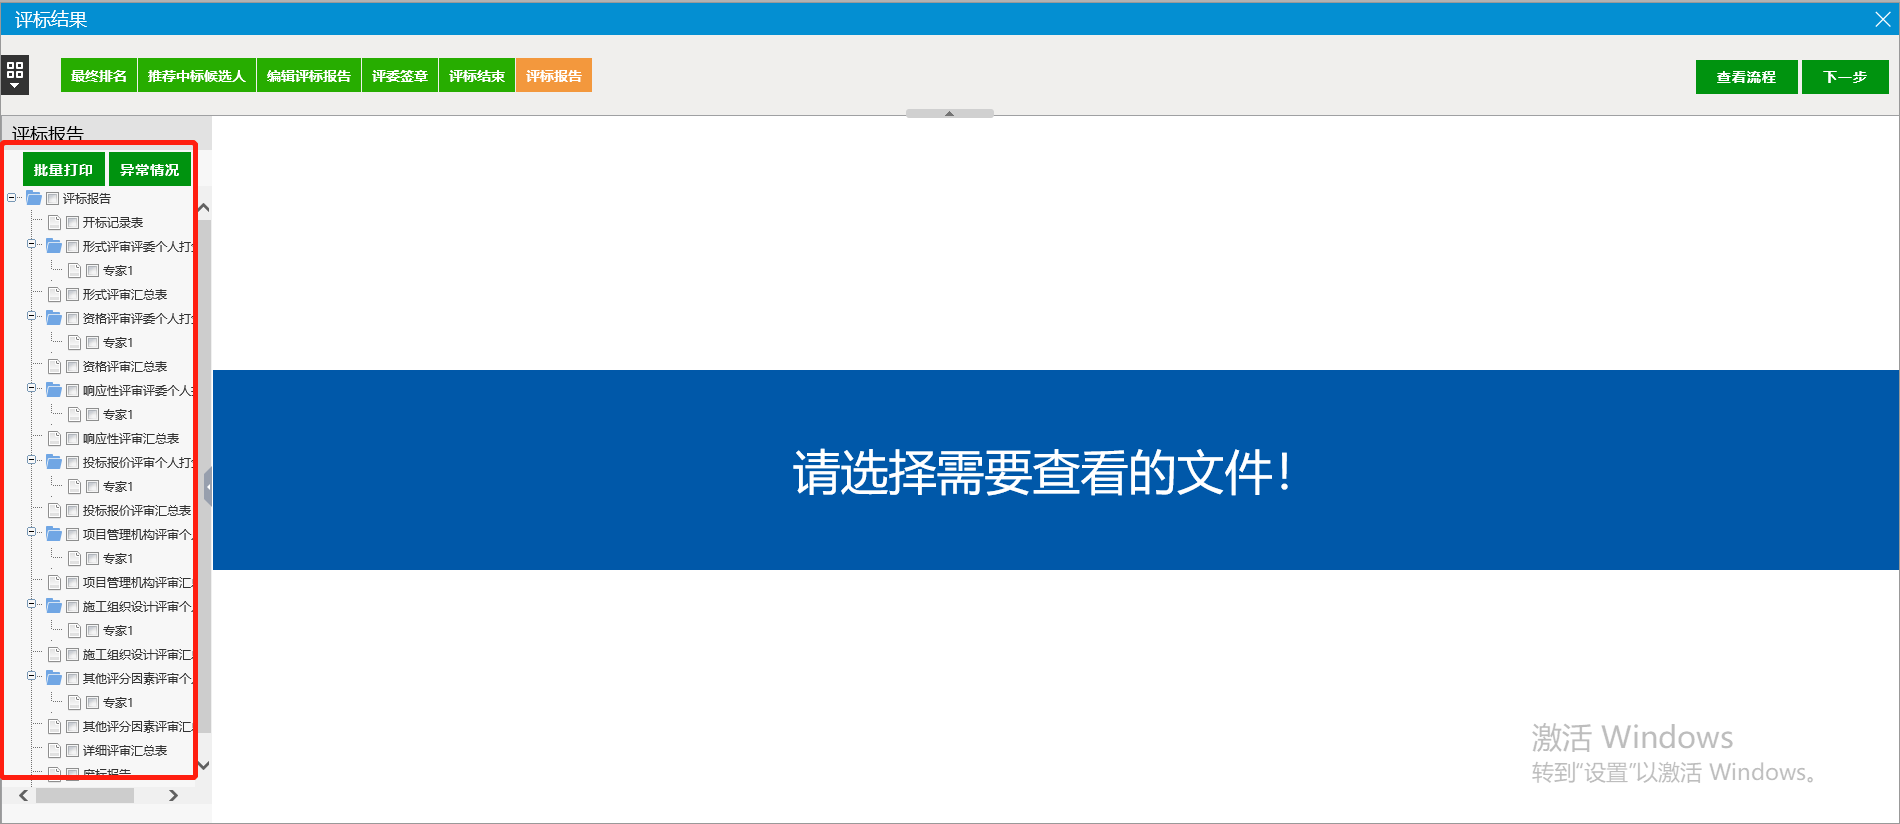 评标结果
最终排名 推荐中标候选人 编辑评标报告 评委签章 评标结束 评标报告
查看流程 下一步
评标报告
批量打印 异常情况
评标报告
开标记录表
形式评审评委个人打
专家1
形式评审汇总表
资格评审评委个人打
专家1
资格评审汇总表
响应性评审评委个人
专家1
响应性评审汇总表
投标报价评审个人打
专家1
投标报价评审汇总表
项目管理机构评审个
专家1
项目管理机构评审汇
施工组织设计评审个
专家1
施工组织设计评审汇
其他评分因素评审个
专家1
其他评分因素评审汇
详细评审汇总表
废标报告
请选择需要查看的文件!
激活 Windows
转到“设置”以激活 Windows。